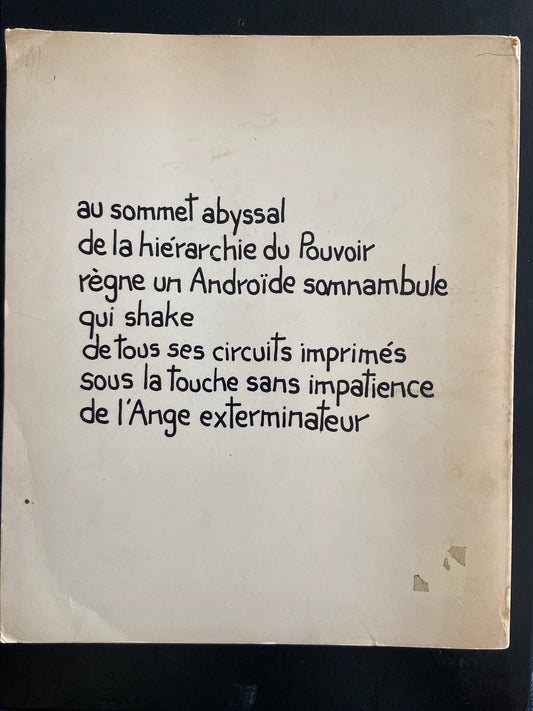 au sommet abyssal
de la hiérarchie du Pouvoir
règne un Androïde somnambule
qui shake
de tous ses circuits imprimés
sous la touche sans impatience
de l'Ange exterminateur